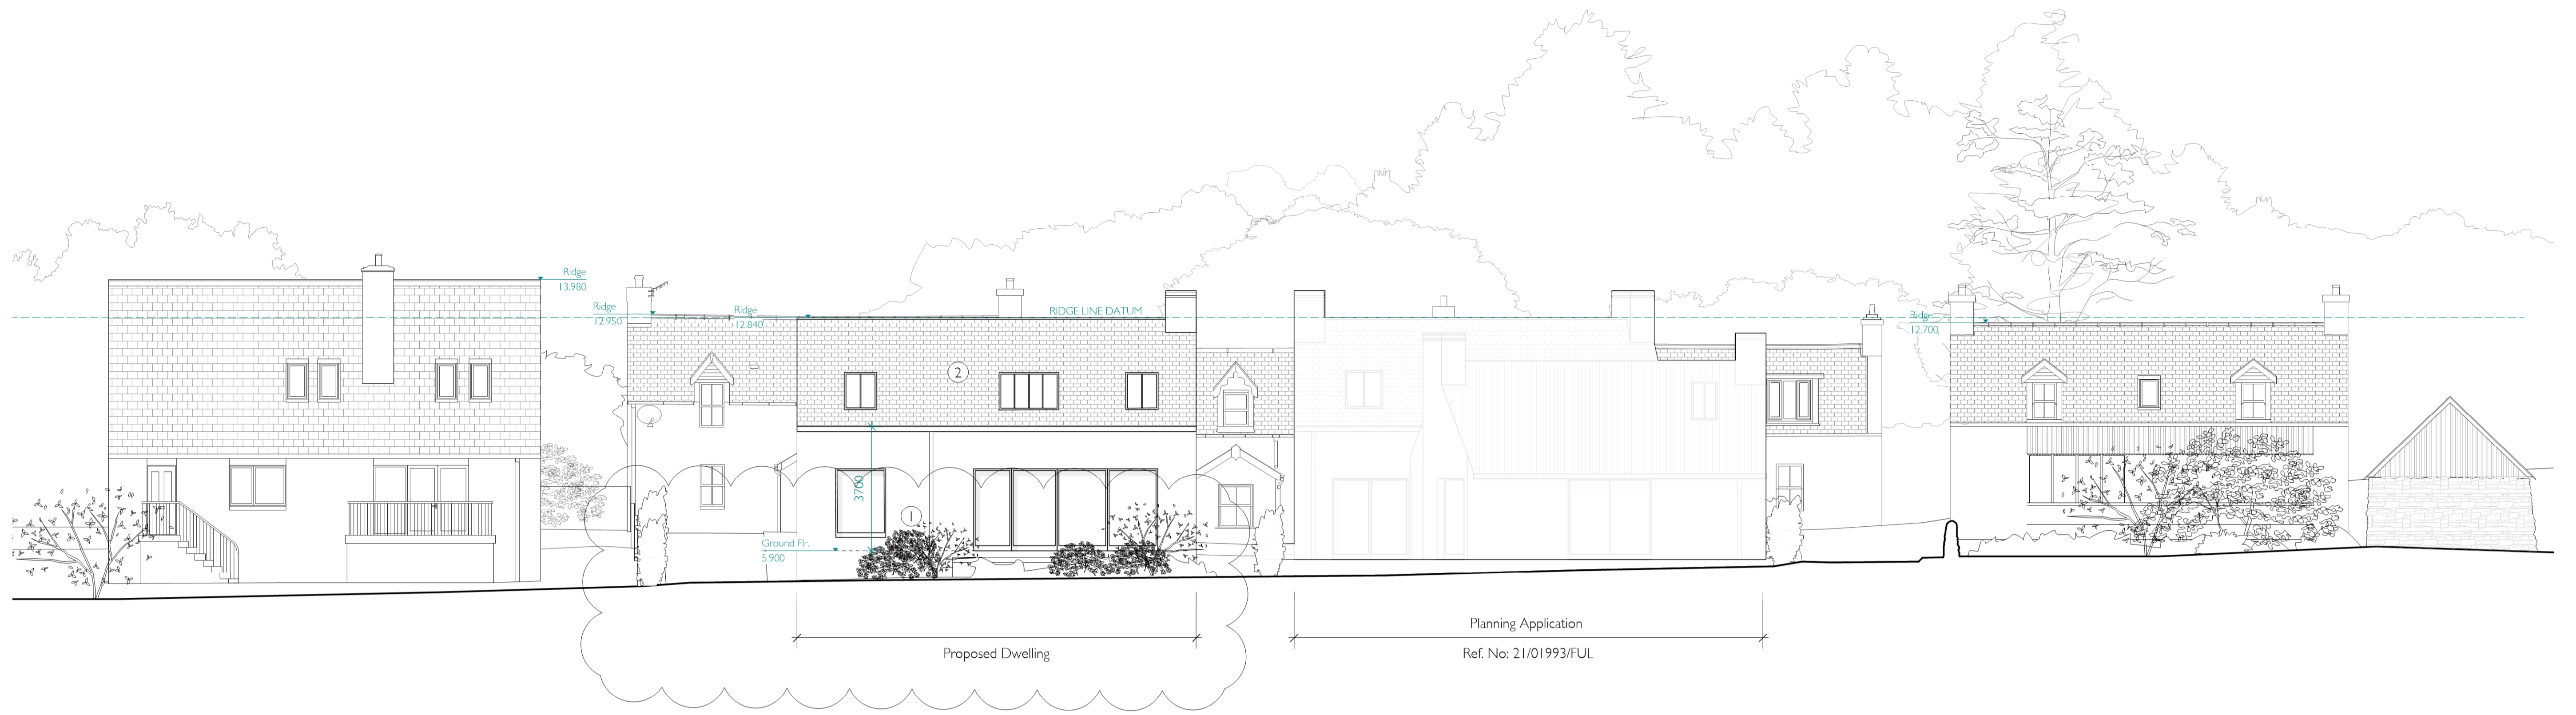 Ridge
13.980
Ridge
12.950
Ridge
12.840
RIDGE LINE DATUM
Ridge
12.700
2
3700
1
Ground Flr.
5.900
Planning Application
Proposed Dwelling
Ref. No: 21/01993/FUL